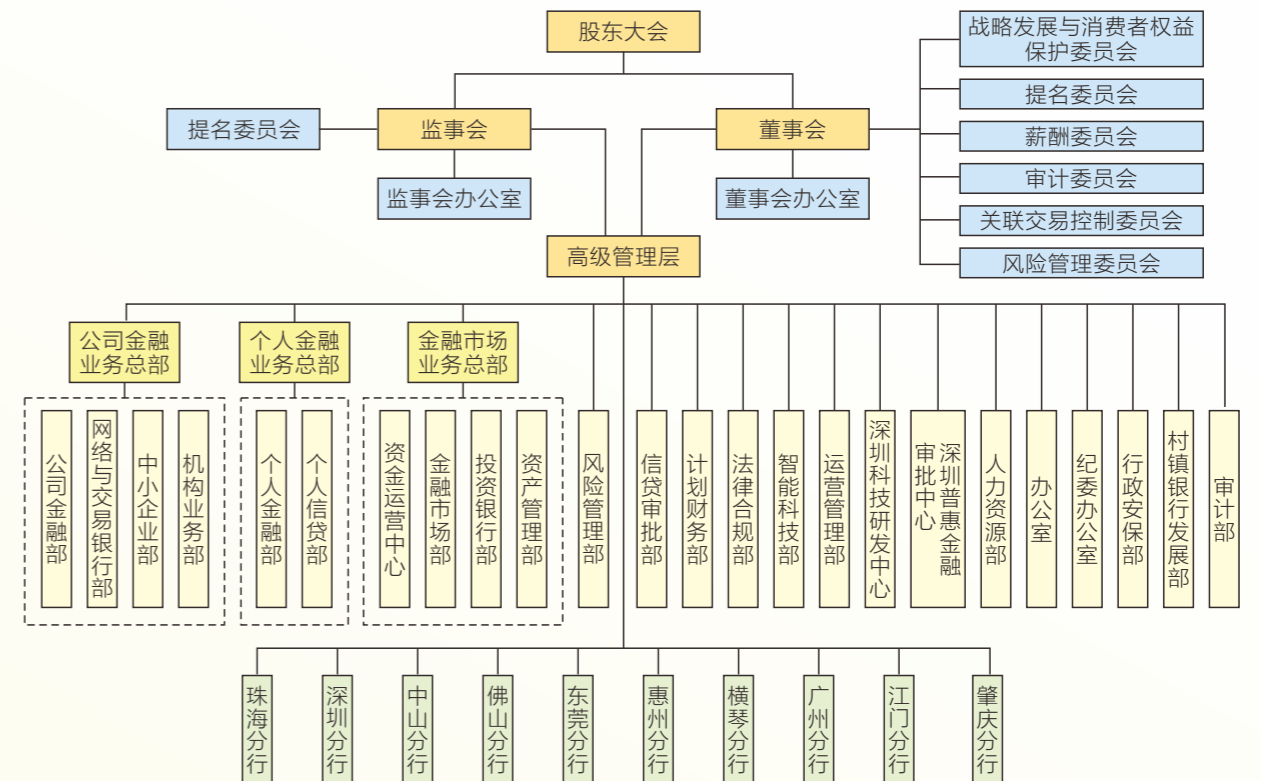 股东大会
战略发展与消费者权益
保护委员会
提名委员会
薪酬委员会
审计委员会
关联交易控制委员会
风险管理委员会
提名委员会
监事会
董事会
监事会办公室
董事会办公室
高级管理层
公司金融
业务总部
个人金融
业务总部
金融市场
业务总部
公司金融部
网络与交易银行部
中小企业部
机构业务部
个人金融部
个人信贷部
资金运营中心
金融市场部
投资银行部
资产管理部
风险管理部
信贷审批部
计划财务部
法律合规部
智能科技部
运营管理部
深圳科技研发中心
深圳普惠金融
审批中心
人力资源部
办公室
纪委办公室
行政安保部
村镇银行发展部
审计部
珠海分行
深圳分行
中山分行
佛山分行
东莞分行
惠州分行
横琴分行
广州分行
江门分行
肇庆分行